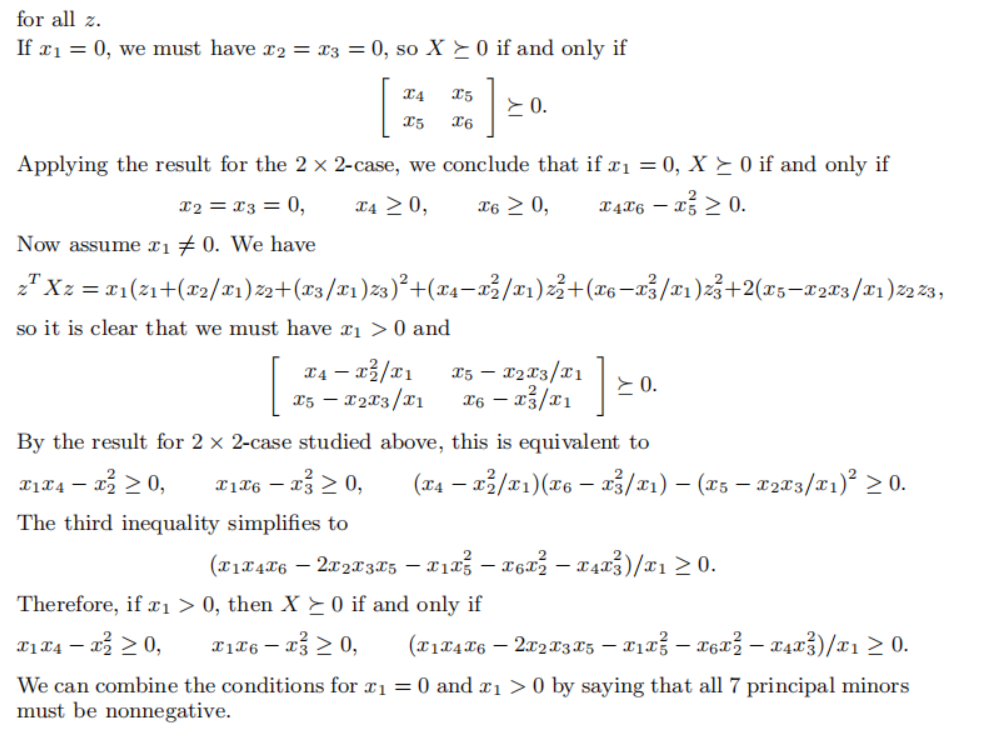 for all z.
If x₁ = 0, we must have x₂ = x₃ = 0, so X ⪰ 0 if and only if
[ x₄ x₅
x₅ x₆ ] ⪰ 0.
Applying the result for the 2 × 2-case, we conclude that if x₁ = 0, X ⪰ 0 if and only if
x₂ = x₃ = 0, x₄ ≥ 0, x₆ ≥ 0, x₄x₆ − x₅² ≥ 0.
Now assume x₁ ≠ 0. We have
zᵀXz = x₁(z₁+(x₂/x₁)z₂+(x₃/x₁)z₃)²+(x₄−x₂²/x₁)z₂²+(x₆−x₃²/x₁)z₃²+2(x₅−x₂x₃/x₁)z₂z₃,
so it is clear that we must have x₁ > 0 and
[ x₄ − x₂²/x₁ x₅ − x₂x₃/x₁
x₅ − x₂x₃/x₁ x₆ − x₃²/x₁ ] ⪰ 0.
By the result for 2 × 2-case studied above, this is equivalent to
x₁x₄ − x₂² ≥ 0, x₁x₆ − x₃² ≥ 0, (x₄ − x₂²/x₁)(x₆ − x₃²/x₁) − (x₅ − x₂x₃/x₁)² ≥ 0.
The third inequality simplifies to
(x₁x₄x₆ − 2x₂x₃x₅ − x₁x₅² − x₆x₂² − x₄x₃²)/x₁ ≥ 0.
Therefore, if x₁ > 0, then X ⪰ 0 if and only if
x₁x₄ − x₂² ≥ 0, x₁x₆ − x₃² ≥ 0, (x₁x₄x₆ − 2x₂x₃x₅ − x₁x₅² − x₆x₂² − x₄x₃²)/x₁ ≥ 0.
We can combine the conditions for x₁ = 0 and x₁ > 0 by saying that all 7 principal minors
must be nonnegative.